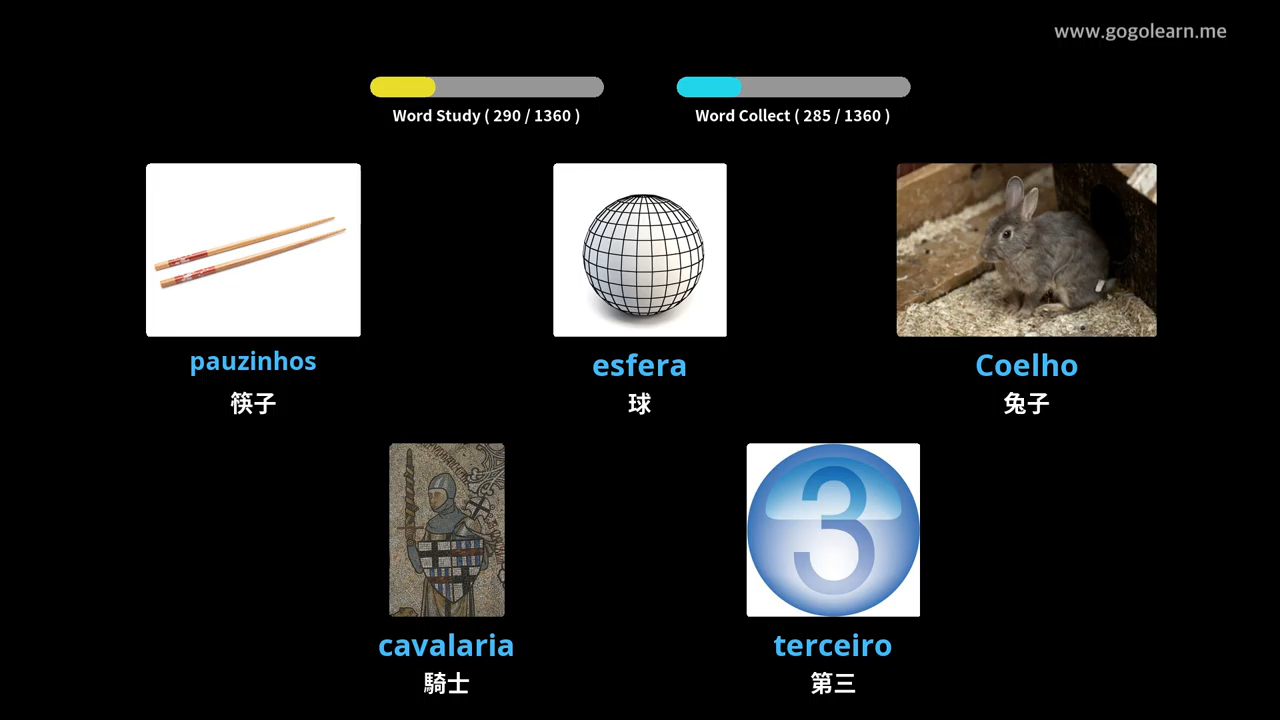 www.gogolearn.me
Word Study ( 290 / 1360 )
Word Collect ( 285 / 1360 )
pauzinhos
筷子
esfera
球
Coelho
兔子
3
cavalaria
騎士
terceiro
第三